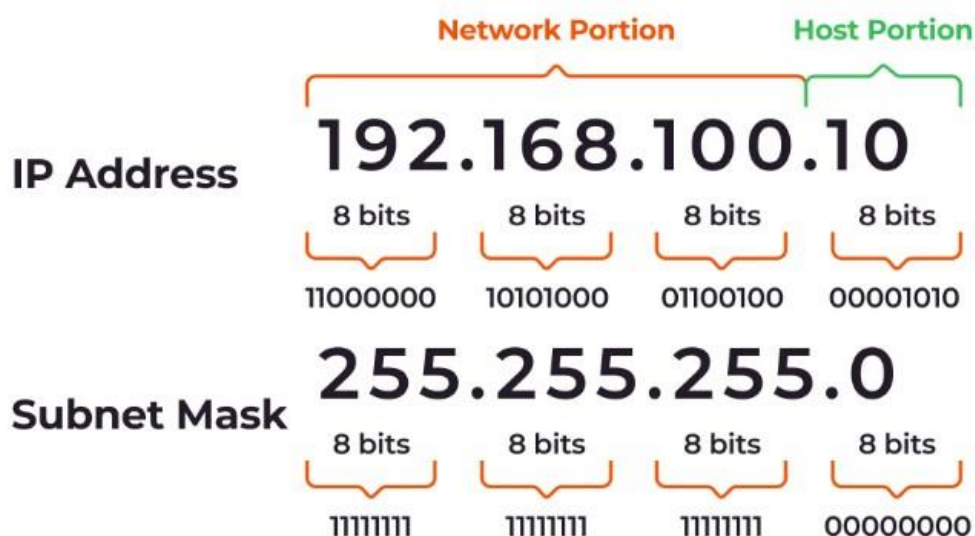 Network Portion Host Portion
IP Address 192.168.100.10
8 bits 8 bits 8 bits 8 bits
11000000 10101000 01100100 00001010
Subnet Mask 255.255.255.0
8 bits 8 bits 8 bits 8 bits
11111111 11111111 11111111 00000000